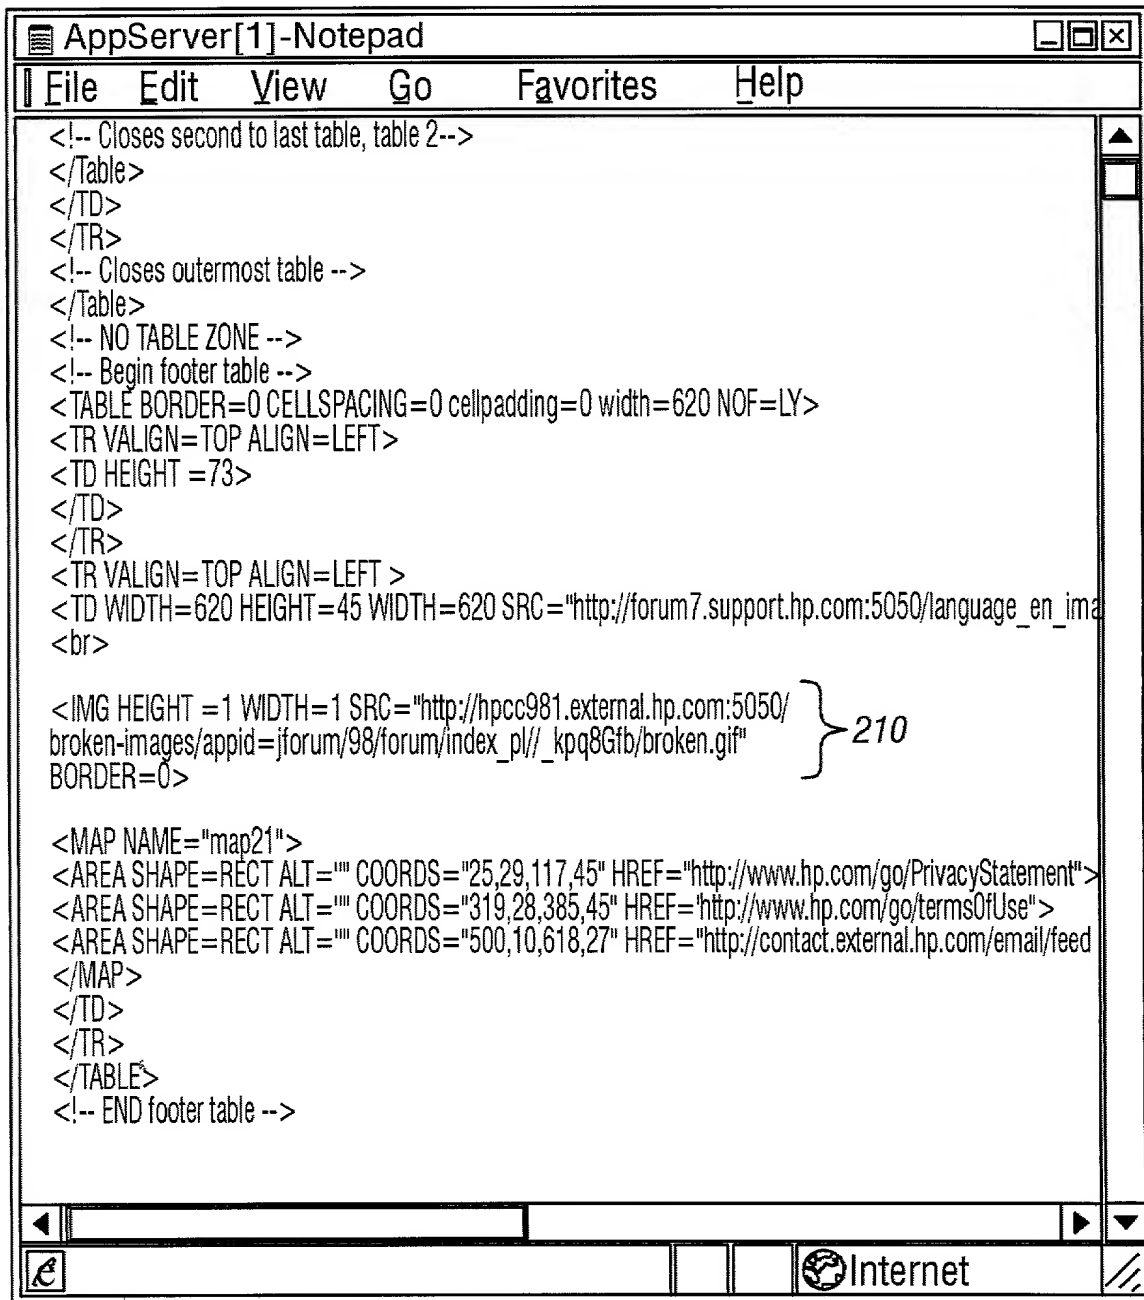 AppServer[1]-Notepad
File Edit View Go Favorites Help
<!-- Closes second to last table, table 2-->
</Table>
</TD>
</TR>
<!-- Closes outermost table -->
</Table>
<!-- NO TABLE ZONE -->
<!-- Begin footer table -->
<TABLE BORDER=0 CELLSPACING=0 cellpadding=0 width=620 NOF=LY>
<TR VALIGN=TOP ALIGN=LEFT>
<TD HEIGHT =73>
</TD>
</TR>
<TR VALIGN=TOP ALIGN=LEFT >
<TD WIDTH=620 HEIGHT=45 WIDTH=620 SRC="http://forum7.support.hp.com:5050/language_en_ima
<br>
<IMG HEIGHT =1 WIDTH=1 SRC="http://hpcc981.external.hp.com:5050/
broken-images/appid=jforum/98/forum/index_pl//_kpq8Gfb/broken.gif"
BORDER=0>
210
<MAP NAME="map21">
<AREA SHAPE=RECT ALT="" COORDS="25,29,117,45" HREF="http://www.hp.com/go/PrivacyStatement">
<AREA SHAPE=RECT ALT="" COORDS="319,28,385,45" HREF="http://www.hp.com/go/termsOfUse">
<AREA SHAPE=RECT ALT="" COORDS="500,10,618,27" HREF="http://contact.external.hp.com/email/feed
</MAP>
</TD>
</TR>
</TABLE>
<!-- END footer table -->
Internet